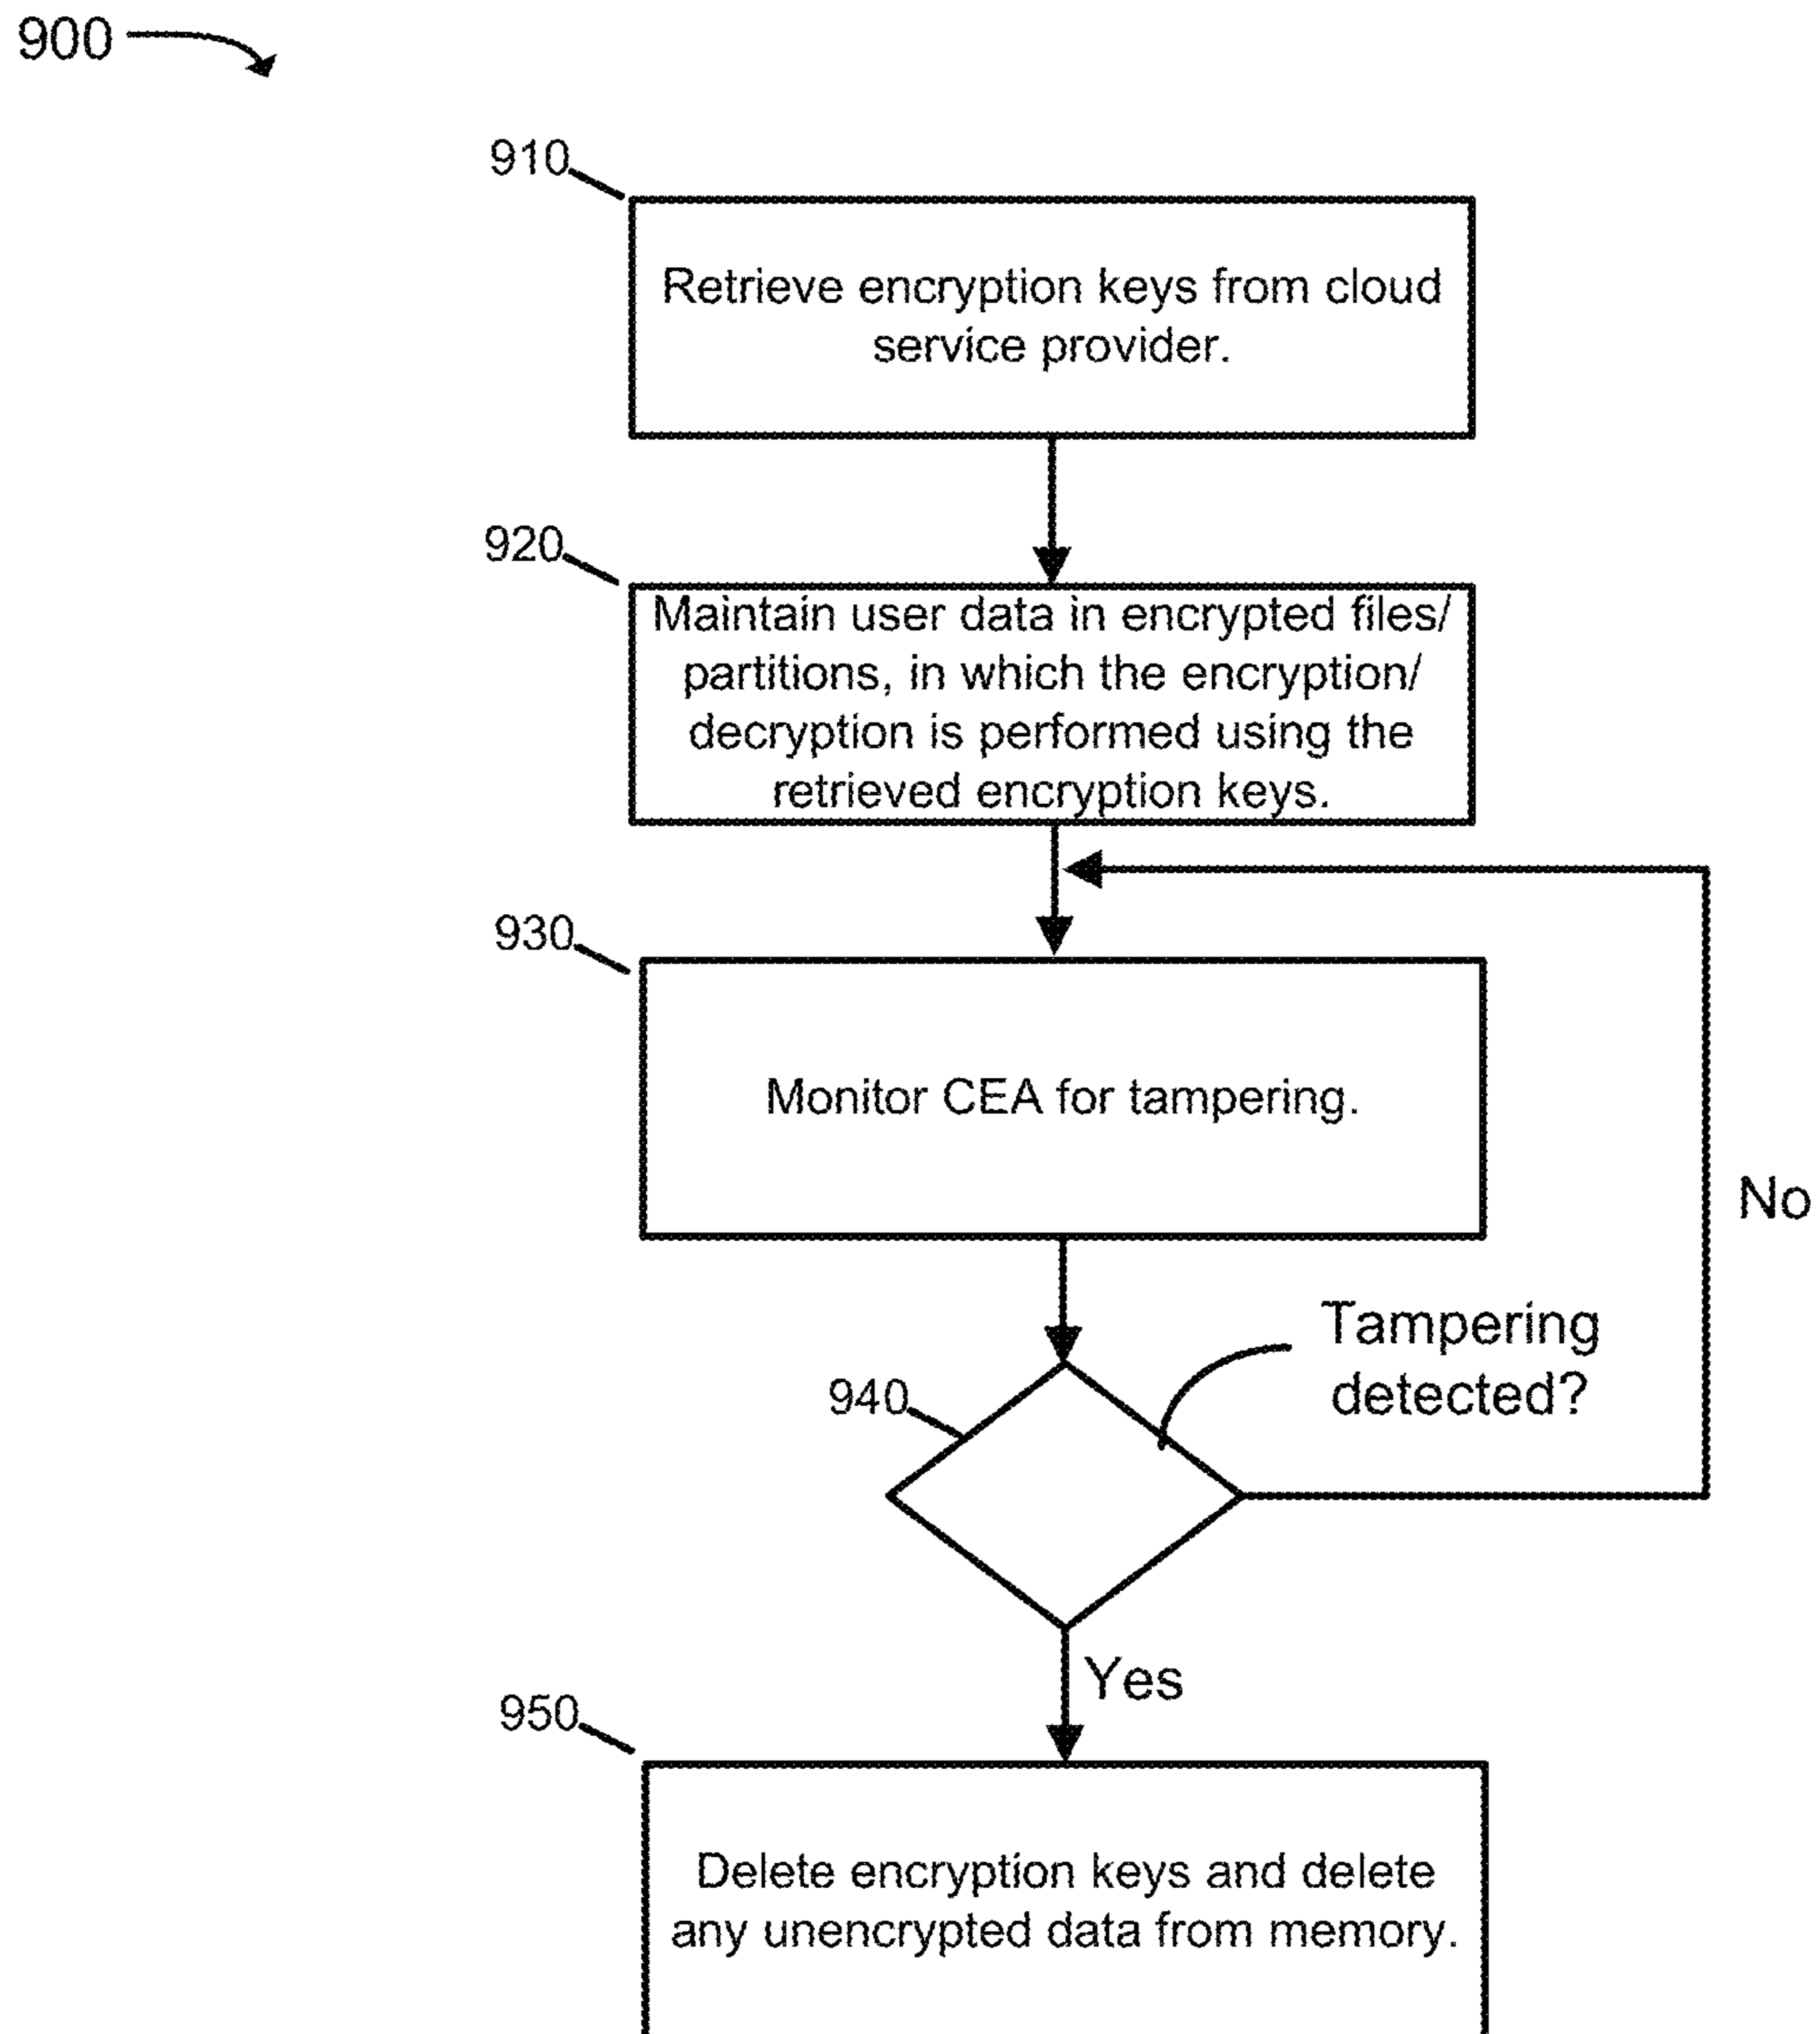 900
910
Retrieve encryption keys from cloud
service provider.
920
Maintain user data in encrypted files/
partitions, in which the encryption/
decryption is performed using the
retrieved encryption keys.
930
Monitor CEA for tampering.
No
Tampering
detected?
940
Yes
950
Delete encryption keys and delete
any unencrypted data from memory.